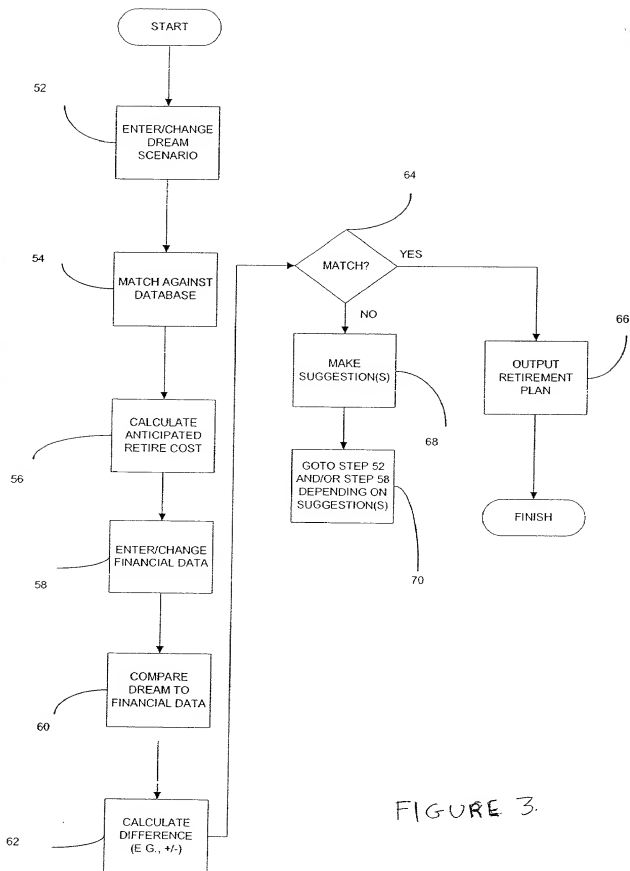 START
52
ENTER/CHANGE
DREAM
SCENARIO
54
MATCH AGAINST
DATABASE
CALCULATE
ANTICIPATED
RETIRE COST
56
ENTER/CHANGE
FINANCIAL DATA
58
COMPARE
DREAM TO
FINANCIAL DATA
60
CALCULATE
DIFFERENCE
(E G., +/-)
62
64
MATCH?
YES
NO
MAKE
SUGGESTION(S)
68
GOTO STEP 52
AND/OR STEP 58
DEPENDING ON
SUGGESTION(S)
70
66
OUTPUT
RETIREMENT
PLAN
FINISH
FIGURE 3.